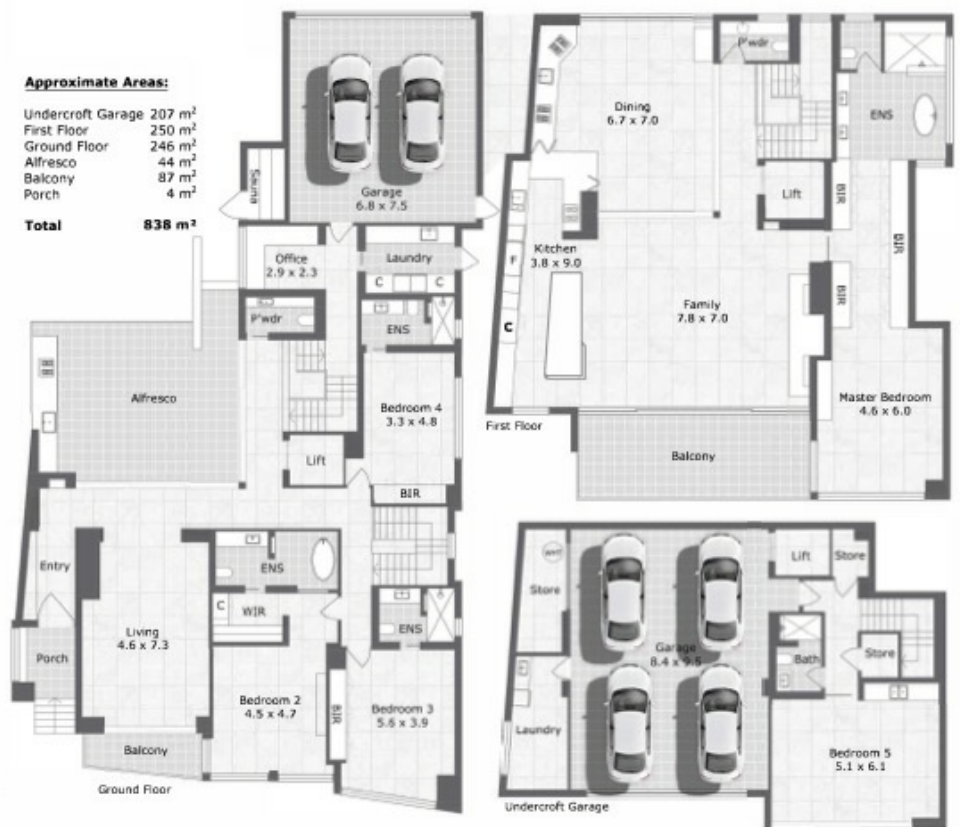 Approximate Areas:
Undercroft Garage 207 m²
First Floor 250 m²
Ground Floor 246 m²
Alfresco 44 m²
Balcony 87 m²
Porch 4 m²
Total 838 m²
Garage
6.8 x 7.5
Sauna
Office
2.9 x 2.3
Laundry
C
C
P'wdr
ENS
Alfresco
Bedroom 4
3.3 x 4.8
Lift
BIR
Entry
ENS
C
WIR
ENS
Living
4.6 x 7.3
Porch
Bedroom 2
4.5 x 4.7
BIR
Bedroom 3
5.6 x 3.9
Balcony
Ground Floor
P'wdr
Dining
6.7 x 7.0
ENS
Lift
BIR
BIR
BIR
Kitchen
3.8 x 9.0
F
C
Family
7.8 x 7.0
Master Bedroom
4.6 x 6.0
First Floor
Balcony
WHT
Lift
Store
Store
Garage
8.4 x 9.5
Bath
Store
Laundry
Bedroom 5
5.1 x 6.1
Undercroft Garage